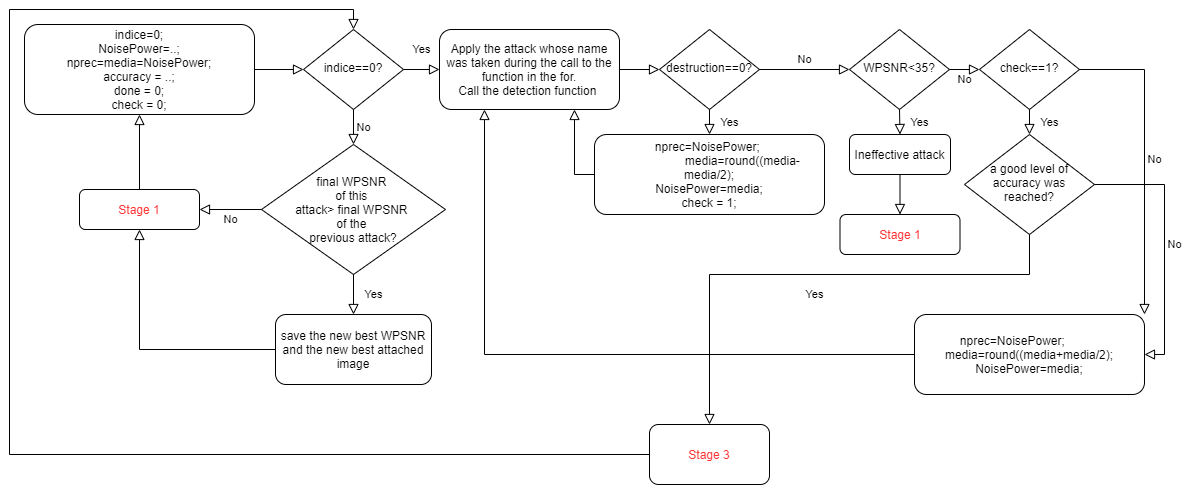 indice=0;
NoisePower=..;
nprec=media=NoisePower;
accuracy = ..;
done = 0;
check = 0;
indice==0?
Yes
Apply the attack whose name
was taken during the call to the
function in the for.
Call the detection function
destruction==0?
No
WPSNR<35?
No
check==1?
No
Yes
Yes
Yes
No
nprec=NoisePower;
media=round((media-
media/2);
NoisePower=media;
check = 1;
Ineffective attack
a good level of
accuracy was
reached?
No
Stage 1
No
final WPSNR
of this
attack> final WPSNR
of the
previous attack?
Stage 1
Yes
Yes
save the new best WPSNR
and the new best attached
image
nprec=NoisePower;
media=round((media+media/2);
NoisePower=media;
Stage 3